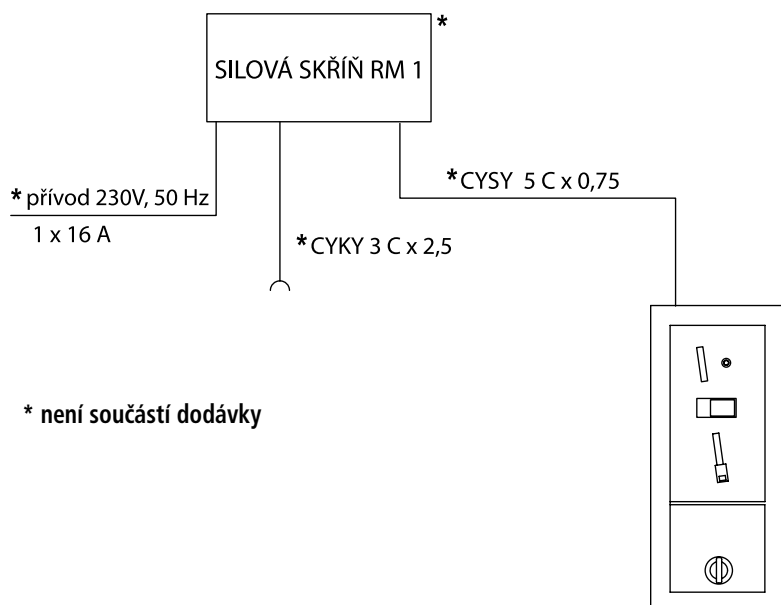 *
SILOVÁ SKŘÍŇ RM 1
* přívod 230V, 50 Hz
1 x 16 A
*CYSY 5 C x 0,75
*CYKY 3 C x 2,5
* není součástí dodávky